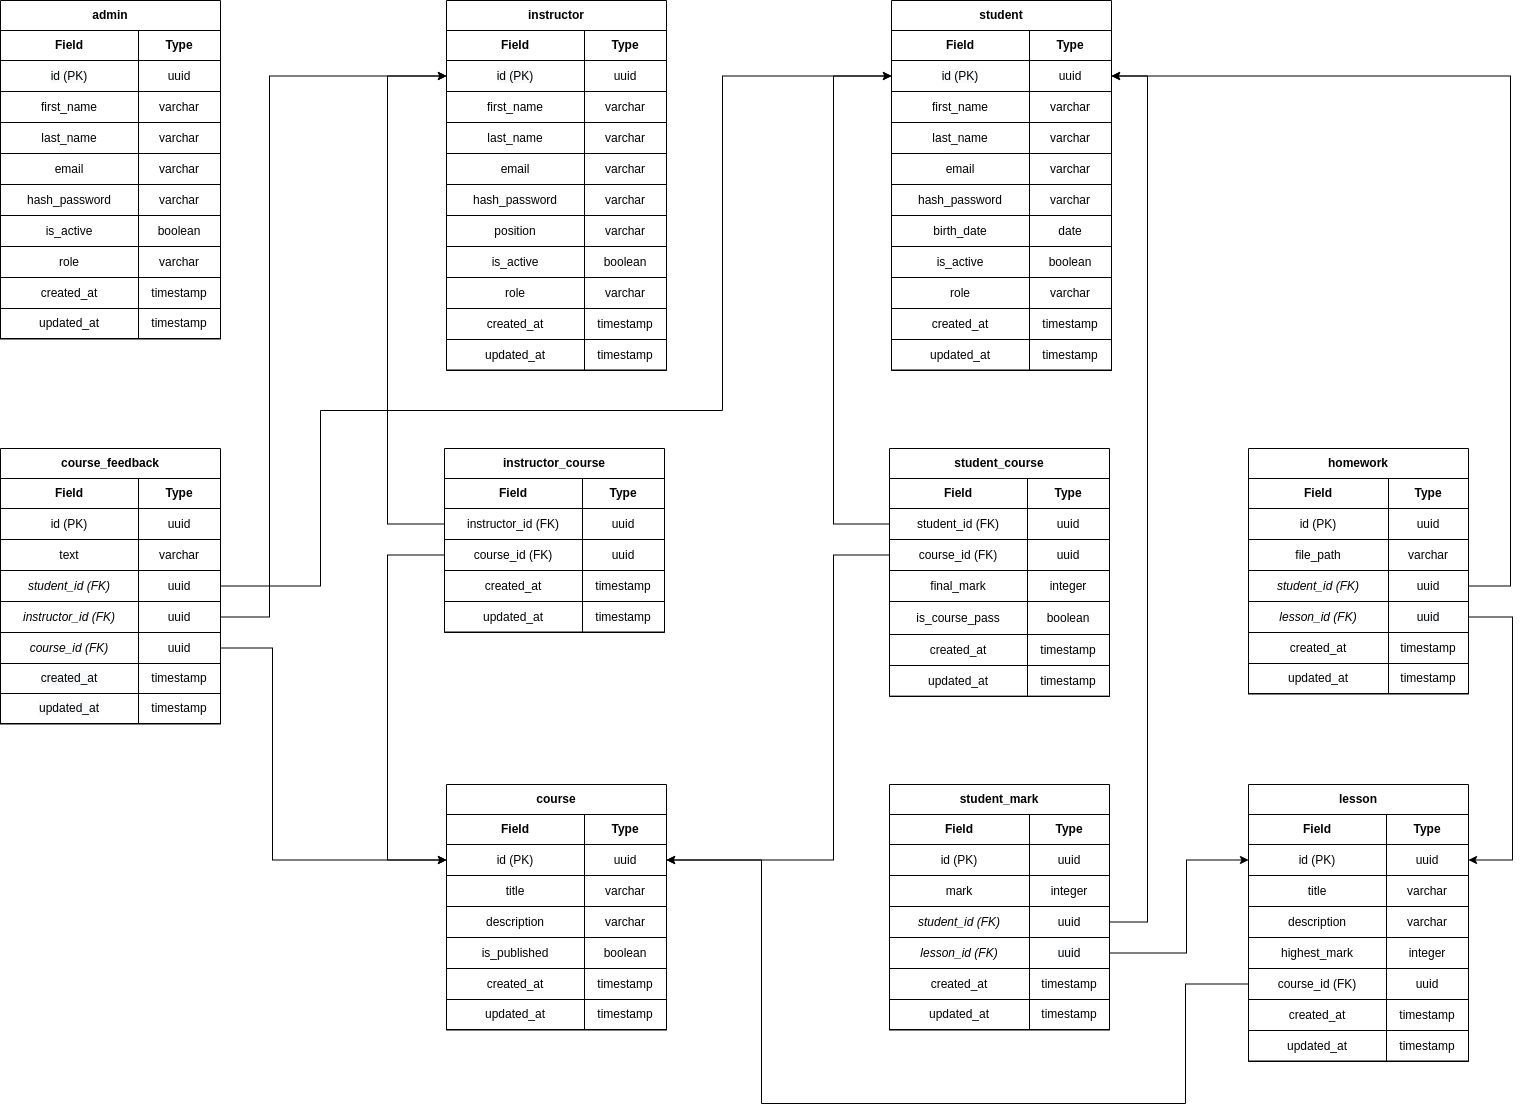 admin
Field Type
id (PK) uuid
first_name varchar
last_name varchar
email varchar
hash_password varchar
is_active boolean
role varchar
created_at timestamp
updated_at timestamp
instructor
Field Type
id (PK) uuid
first_name varchar
last_name varchar
email varchar
hash_password varchar
position varchar
is_active boolean
role varchar
created_at timestamp
updated_at timestamp
student
Field Type
id (PK) uuid
first_name varchar
last_name varchar
email varchar
hash_password varchar
birth_date date
is_active boolean
role varchar
created_at timestamp
updated_at timestamp
course_feedback
Field Type
id (PK) uuid
text varchar
student_id (FK) uuid
instructor_id (FK) uuid
course_id (FK) uuid
created_at timestamp
updated_at timestamp
instructor_course
Field Type
instructor_id (FK) uuid
course_id (FK) uuid
created_at timestamp
updated_at timestamp
student_course
Field Type
student_id (FK) uuid
course_id (FK) uuid
final_mark integer
is_course_pass boolean
created_at timestamp
updated_at timestamp
homework
Field Type
id (PK) uuid
file_path varchar
student_id (FK) uuid
lesson_id (FK) uuid
created_at timestamp
updated_at timestamp
course
Field Type
id (PK) uuid
title varchar
description varchar
is_published boolean
created_at timestamp
updated_at timestamp
student_mark
Field Type
id (PK) uuid
mark integer
student_id (FK) uuid
lesson_id (FK) uuid
created_at timestamp
updated_at timestamp
lesson
Field Type
id (PK) uuid
title varchar
description varchar
highest_mark integer
course_id (FK) uuid
created_at timestamp
updated_at timestamp